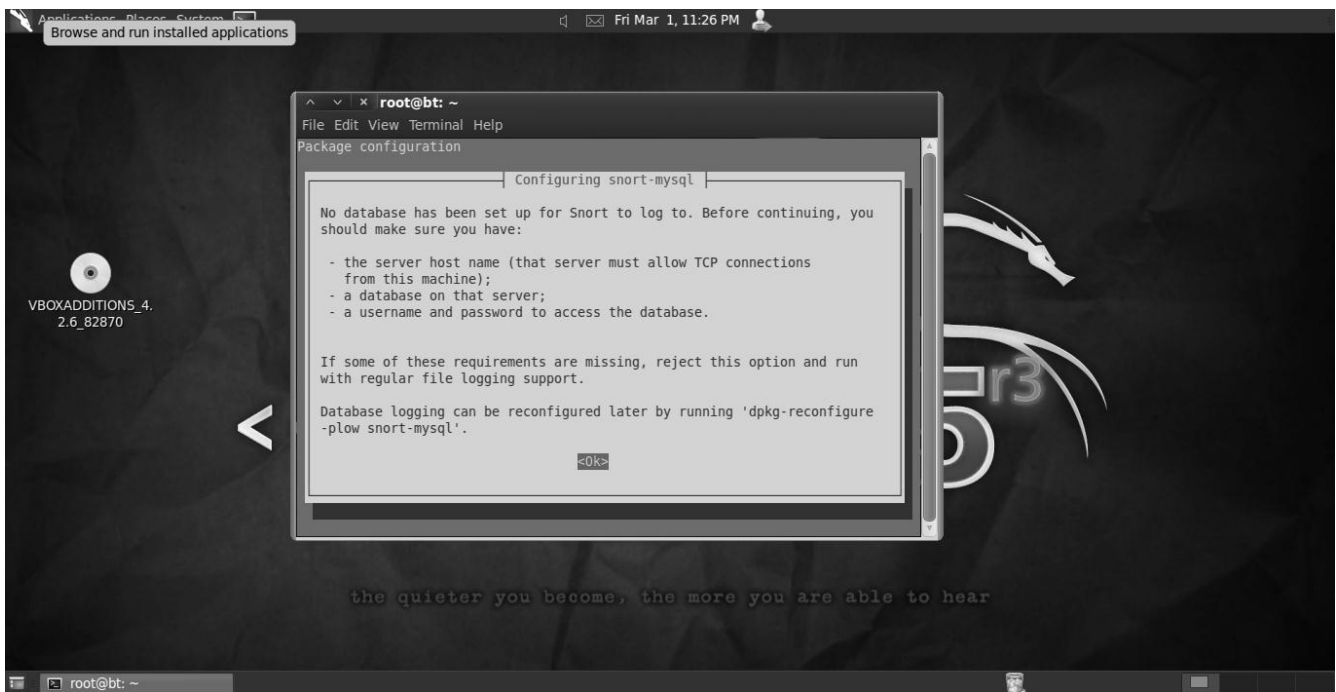 Applications Places System
Fri Mar 1, 11:26 PM
Browse and run installed applications
root@bt: ~
File Edit View Terminal Help
Package configuration
Configuring snort-mysql
No database has been set up for Snort to log to. Before continuing, you
should make sure you have:
- the server host name (that server must allow TCP connections
from this machine);
- a database on that server;
- a username and password to access the database.
If some of these requirements are missing, reject this option and run
with regular file logging support.
Database logging can be reconfigured later by running 'dpkg-reconfigure
-plow snort-mysql'.
<Ok>
VBOXADDITIONS_4.
2.6_82870
<
5
r3
the quieter you become, the more you are able to hear
root@bt: ~